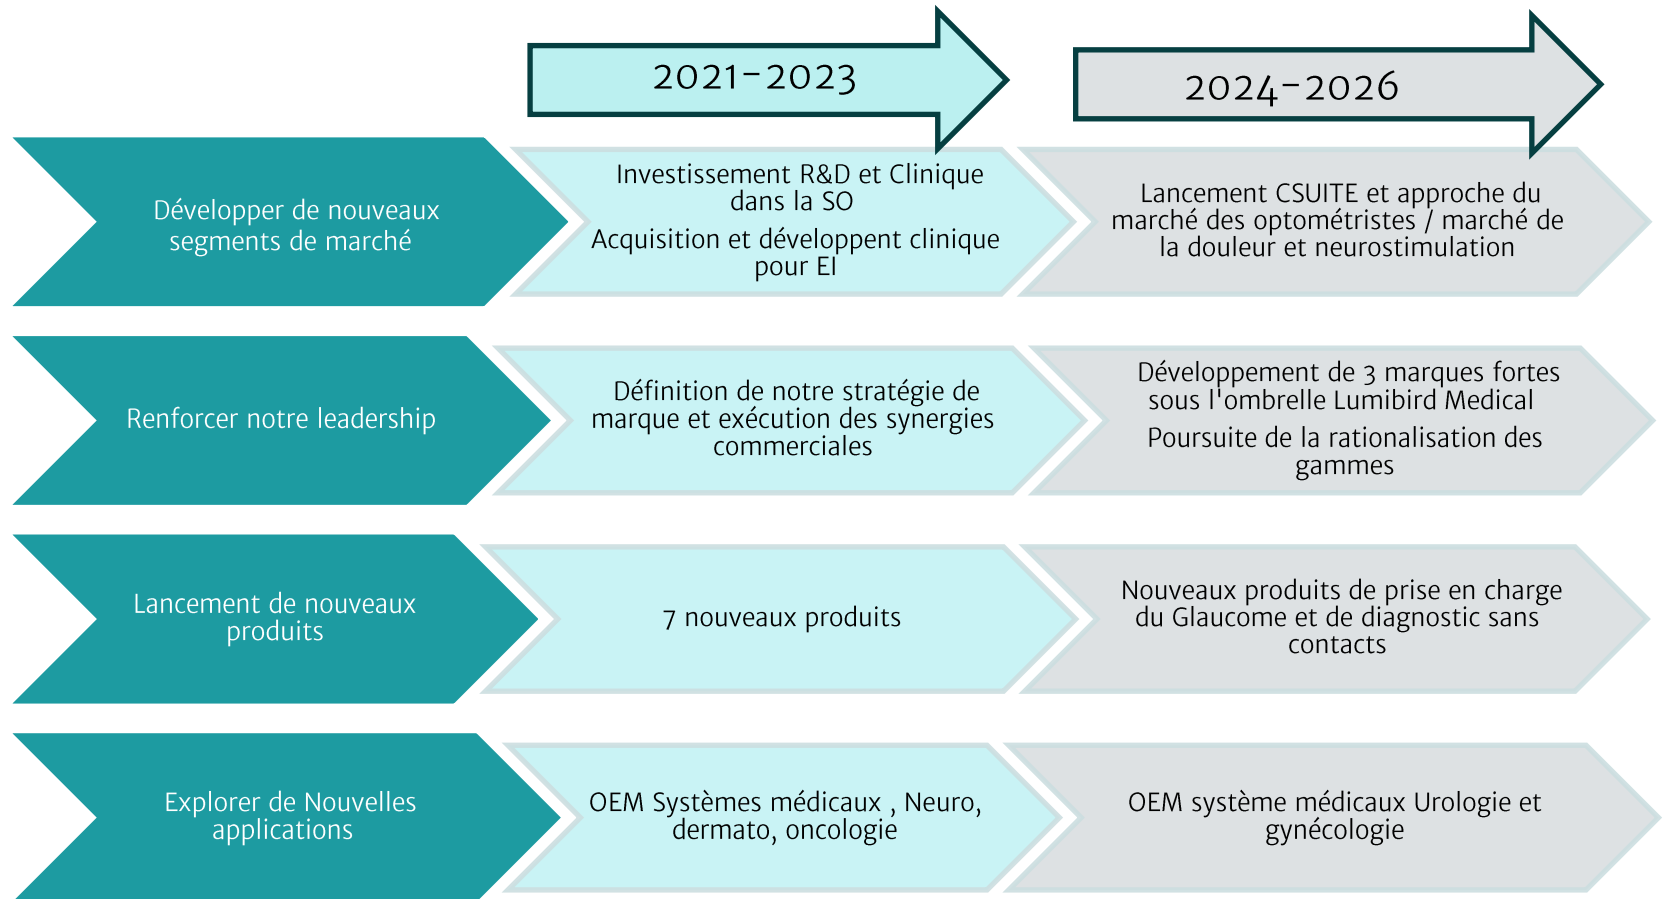 2021-2023
2024-2026
Développer de nouveaux
segments de marché
Investissement R&D et Clinique
dans la SO
Acquisition et développent clinique
pour EI
Lancement CSUITE et approche du
marché des optométristes / marché de
la douleur et neurostimulation
Renforcer notre leadership
Définition de notre stratégie de
marque et exécution des synergies
commerciales
Développement de 3 marques fortes
sous l'ombrelle Lumibird Medical
Poursuite de la rationalisation des
gammes
Lancement de nouveaux
produits
7 nouveaux produits
Nouveaux produits de prise en charge
du Glaucome et de diagnostic sans
contacts
Explorer de Nouvelles
applications
OEM Systèmes médicaux , Neuro,
dermato, oncologie
OEM système médicaux Urologie et
gynécologie